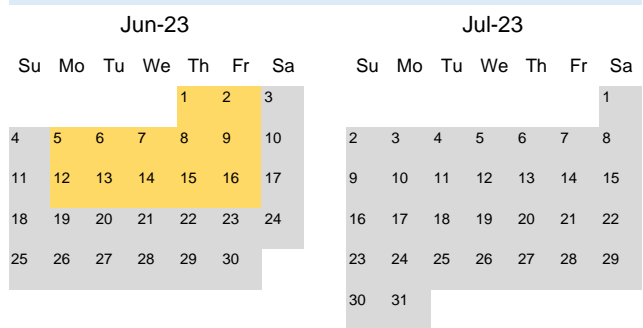 Jun-23
Su Mo Tu We Th Fr Sa
1 2 3
4 5 6 7 8 9 10
11 12 13 14 15 16 17
18 19 20 21 22 23 24
25 26 27 28 29 30
Jul-23
Su Mo Tu We Th Fr Sa
1
2 3 4 5 6 7 8
9 10 11 12 13 14 15
16 17 18 19 20 21 22
23 24 25 26 27 28 29
30 31